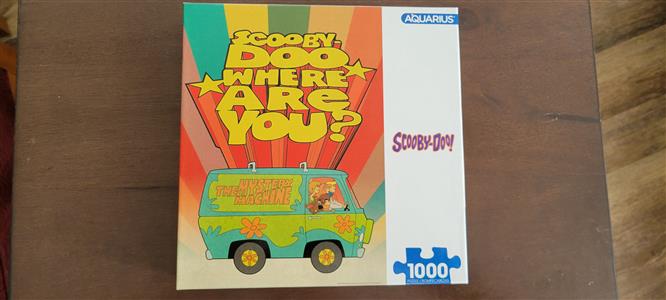 SCOOBY-
DOO
WHERE
ARE
YOU?
THE MYSTERY
MACHINE
AQUARIUS
SCOOBY-DOO!
1000